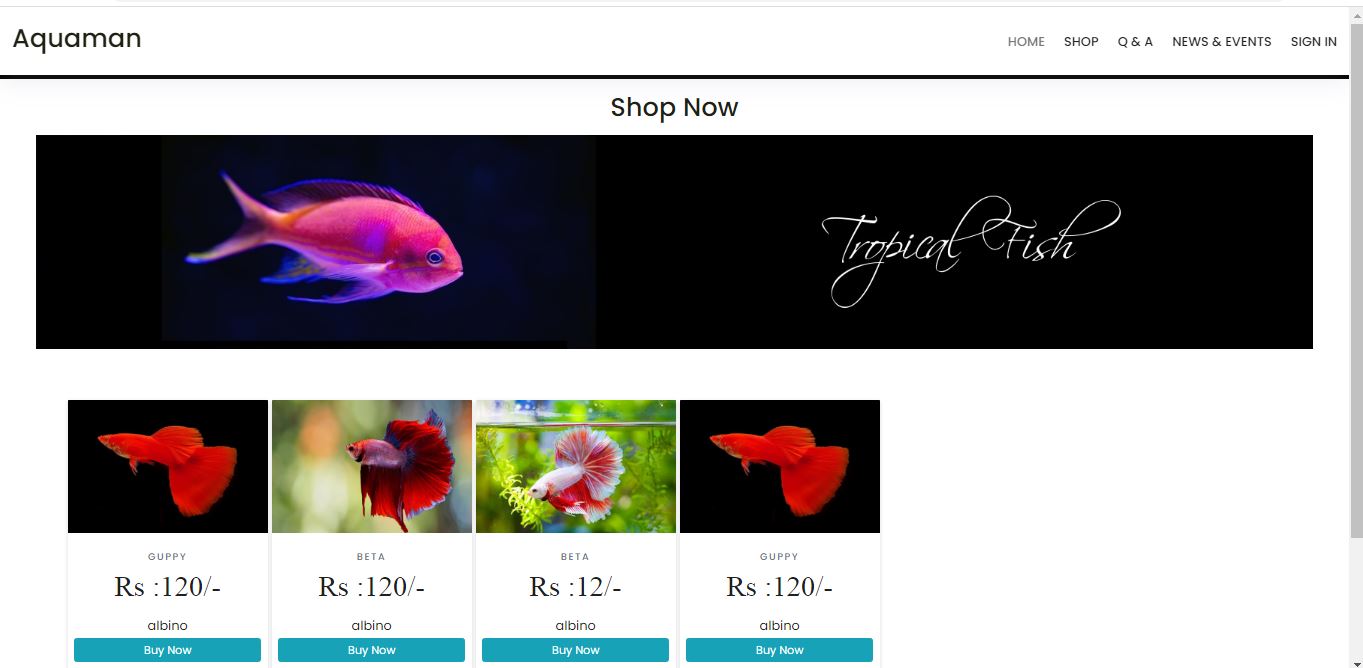 Aquaman
HOME SHOP Q & A NEWS & EVENTS SIGN IN
Shop Now
Tropical Fish
GUPPY BETA BETA GUPPY
Rs :120/- Rs :120/- Rs :12/- Rs :120/-
albino albino albino albino
Buy Now Buy Now Buy Now Buy Now